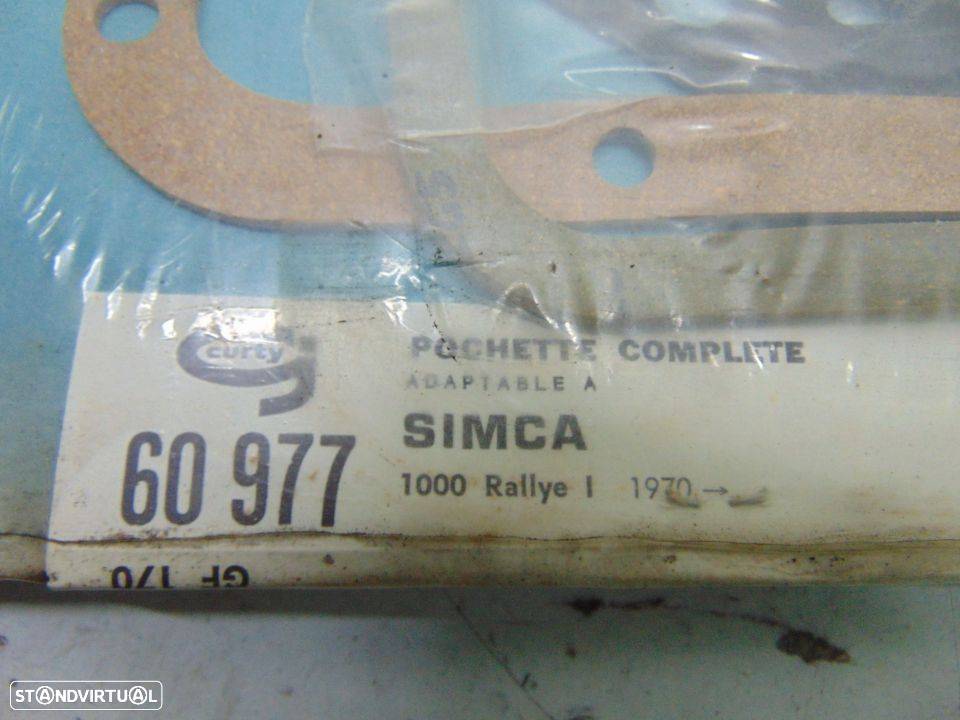 curty
POCHETTE COMPLETE
ADAPTABLE A
SIMCA
60 977
1000 Rallye I 1970 →
GF 170
STANDVIRTUAL